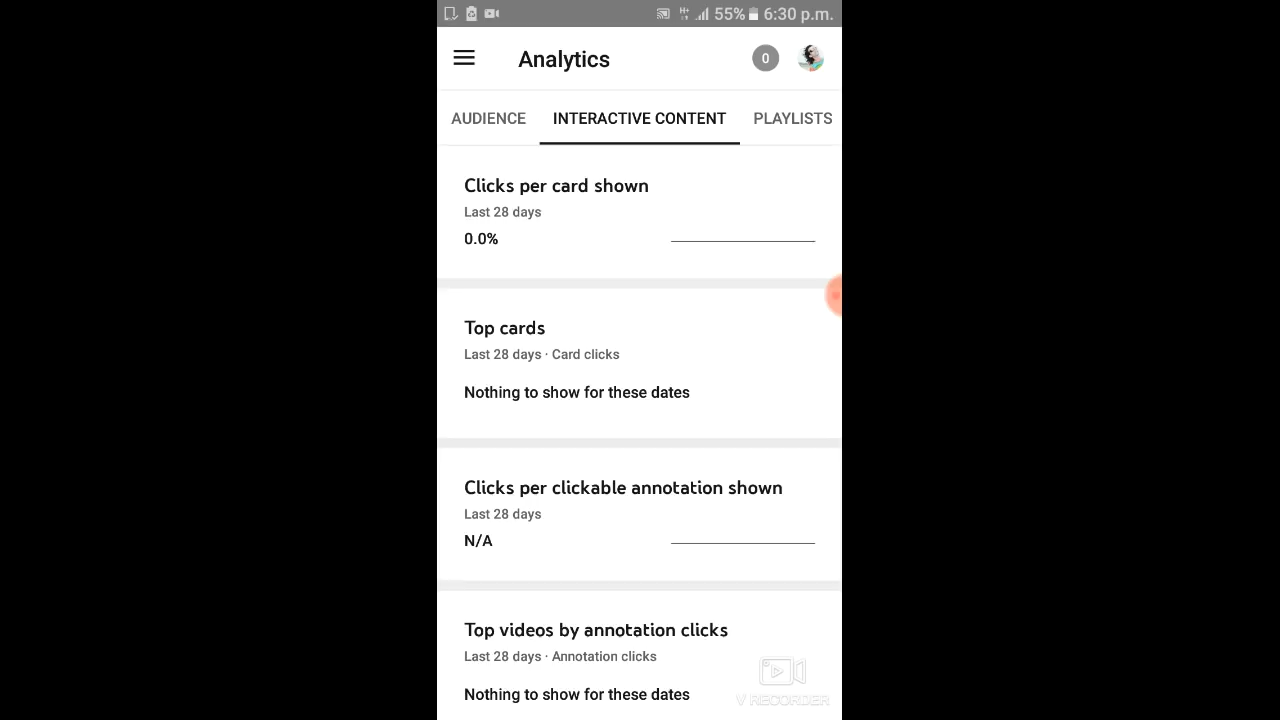 55% 6:30 p.m.
Analytics
0
AUDIENCE INTERACTIVE CONTENT PLAYLISTS
Clicks per card shown
Last 28 days
0.0%
Top cards
Last 28 days · Card clicks
Nothing to show for these dates
Clicks per clickable annotation shown
Last 28 days
N/A
Top videos by annotation clicks
Last 28 days · Annotation clicks
Nothing to show for these dates
V RECORDER